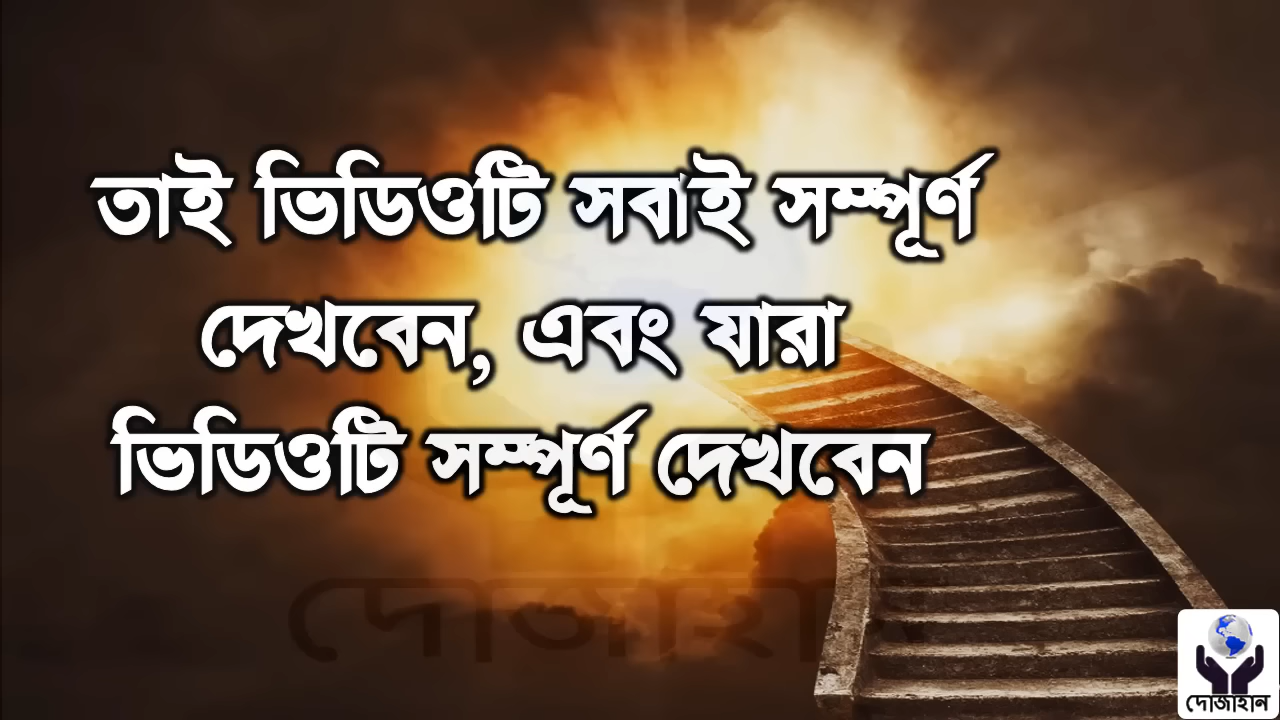 তাই ভিডিওটি সবাই সম্পূর্ণ
দেখবেন, এবং যারা
ভিডিওটি সম্পূর্ণ দেখবেন
দোজাহান
দোজাহান